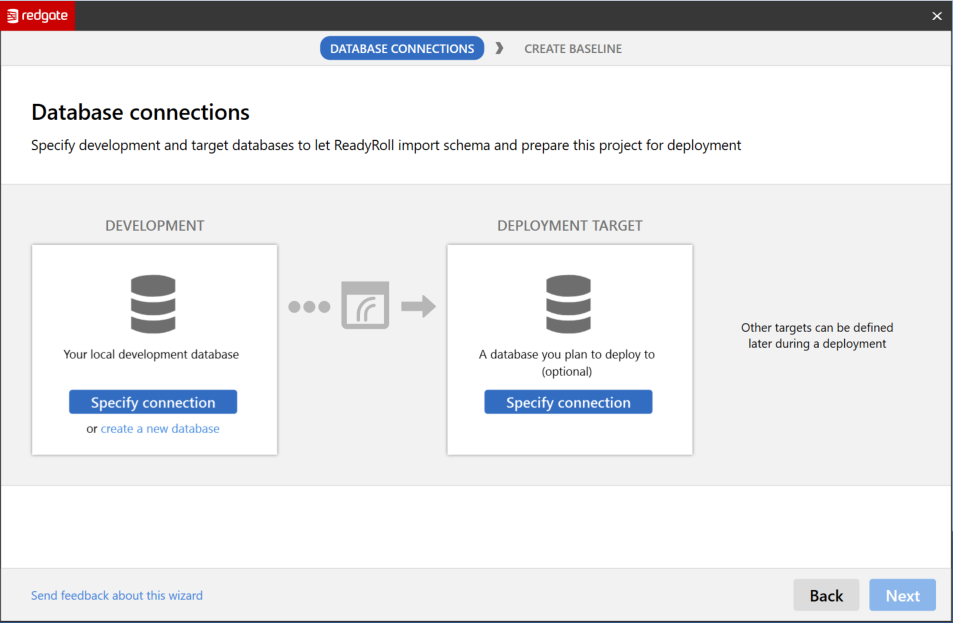 redgate
DATABASE CONNECTIONS
CREATE BASELINE
Database connections
Specify development and target databases to let ReadyRoll import schema and prepare this project for deployment
DEVELOPMENT
Your local development database
Specify connection
or create a new database
DEPLOYMENT TARGET
A database you plan to deploy to
(optional)
Specify connection
Other targets can be defined
later during a deployment
Send feedback about this wizard
Back
Next